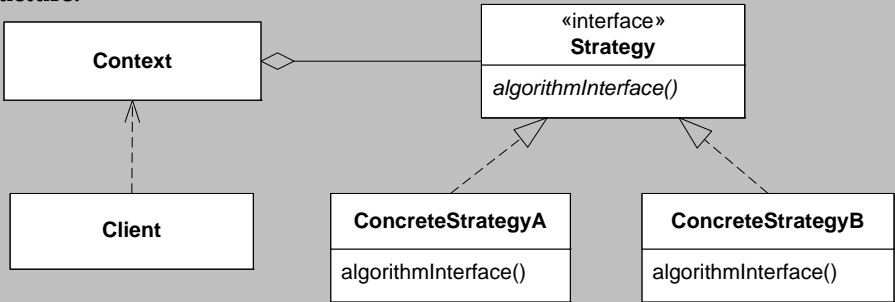 «interface»
Strategy
algorithmInterface()
Context
Client
ConcreteStrategyA
algorithmInterface()
ConcreteStrategyB
algorithmInterface()